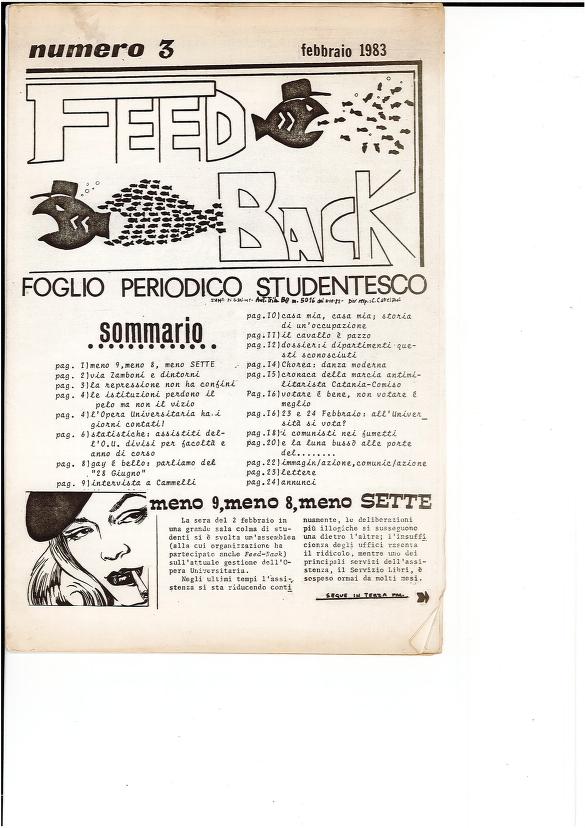 numero 3
febbraio 1983
FEED
BACK
FOGLIO PERIODICO STUDENTESCO
Aut. Trib. BO n. 5016
.sommario.
pag. 1)meno 9,meno 8, meno SETTE
pag. 2)via Zamboni e dintorni
pag. 3)la repressione non ha confini
pag. 4)le istituzioni perdono il
pelo ma non il vizio
pag. 4)l'Opera Universitaria ha i
giorni contati!
pag. 6)statistiche: assistiti del-
l'O.U. divisi per facoltà e
anno di corso
pag. 8)gay è bello: parliamo del
"28 Giugno"
pag. 9)intervista a Cammelli
pag.10)casa mia, casa mia; storia
di un'occupazione
pag.11)il cavallo è pazzo
pag.12)dossier:i dipartimenti que-
sti sconosciuti
pag.14)Chorea: danza moderna
pag.15)cronaca della marcia antimi-
litarista Catania-Comiso
Pag.16)votare è bene, non votare è
meglio
pag.16)23 e 24 Febbraio: all'Univer_
sità si vota?
pag.18)i comunisti nei fumetti
pag.20)e la luna bussò alle porte
del........
pag.22)immagin/azione,comunic/azione
pag.23)lettere
pag.24)annunci
meno 9,meno 8,meno SETTE
La sera del 2 febbraio in
una grande sala colma di stu-
denti si è svolta un'assemblea
(alla cui organizzazione ha
partecipato anche Feed-Back)
sull'attuale gestione dell'O-
pera Universitaria.
Negli ultimi tempi l'assi-
stenza si sta riducendo conti
nuamente, le deliberazioni
più illogiche si susseguono
una dietro l'altra; l'insuffi
cienza degli uffici rasenta
il ridicolo, mentre uno dei
principali servizi dell'assi-
stenza, il Servizio Libri, è
sospeso ormai da molti mesi.
SEGUE IN TERZA PAG.